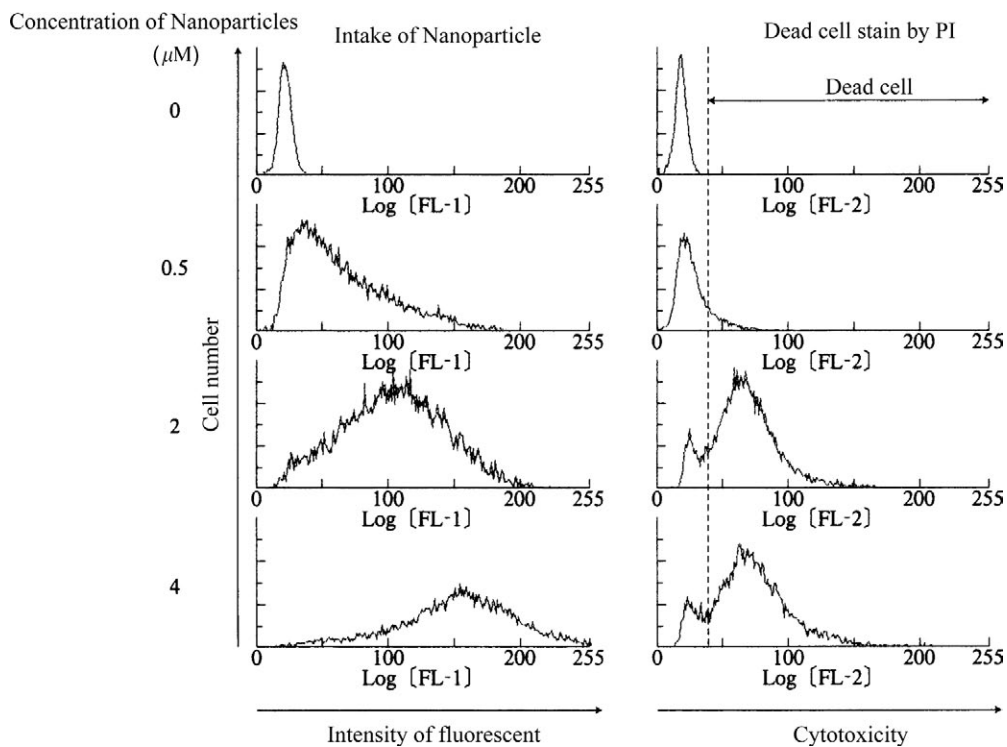 Concentration of Nanoparticles
(μM)
Intake of Nanoparticle
Dead cell stain by PI
Dead cell
0
0 100 200 255
Log [FL-1]
0 100 200 255
Log [FL-2]
0.5
0 100 200 255
Log [FL-1]
0 100 200 255
Log [FL-2]
Cell number
2
0 100 200 255
Log [FL-1]
0 100 200 255
Log [FL-2]
4
0 100 200 255
Log [FL-1]
0 100 200 255
Log [FL-2]
Intensity of fluorescent
Cytotoxicity